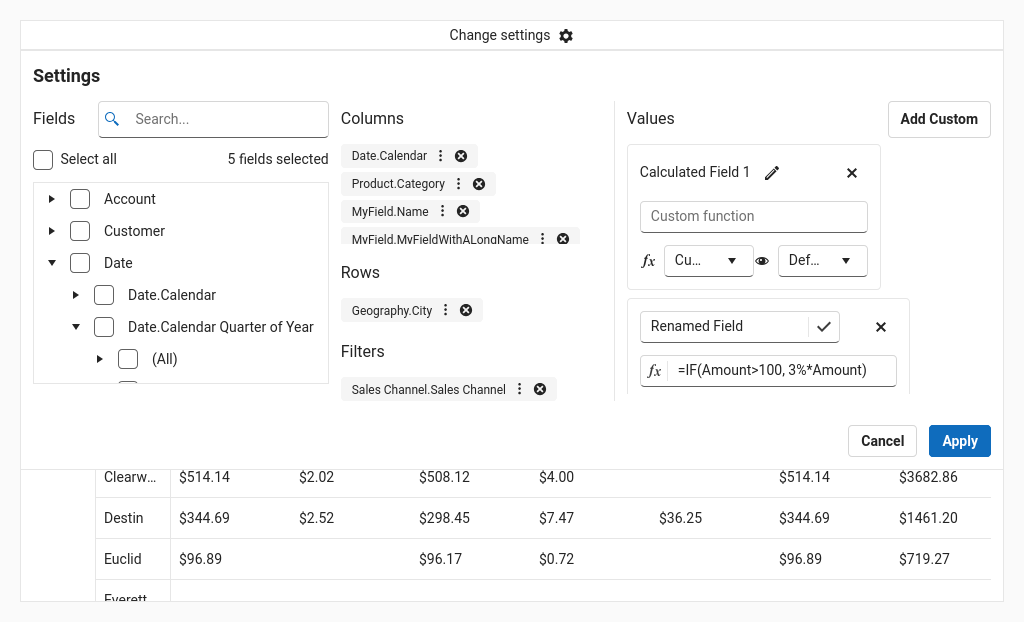 Change settings
Settings
Fields
Search...
Select all
5 fields selected
Account
Customer
Date
Date.Calendar
Date.Calendar Quarter of Year
(All)
Columns
Date.Calendar
Product.Category
MyField.Name
MyField.MyFieldWithALongName
Rows
Geography.City
Filters
Sales Channel.Sales Channel
Values
Add Custom
Calculated Field 1
Custom function
fx Cu... Def...
Renamed Field
fx =IF(Amount>100, 3%*Amount)
Cancel
Apply
Clearw... $514.14 $2.02 $508.12 $4.00 $514.14 $3682.86
Destin $344.69 $2.52 $298.45 $7.47 $36.25 $344.69 $1461.20
Euclid $96.89 $96.17 $0.72 $96.89 $719.27
Everett